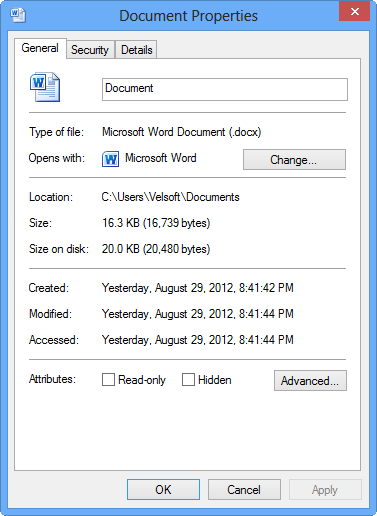 Document Properties
General Security Details
Document
Type of file: Microsoft Word Document (.docx)
Opens with: Microsoft Word Change...
Location: C:\Users\Velsoft\Documents
Size: 16.3 KB (16,739 bytes)
Size on disk: 20.0 KB (20,480 bytes)
Created: Yesterday, August 29, 2012, 8:41:42 PM
Modified: Yesterday, August 29, 2012, 8:41:44 PM
Accessed: Yesterday, August 29, 2012, 8:41:44 PM
Attributes: Read-only Hidden Advanced...
OK Cancel Apply